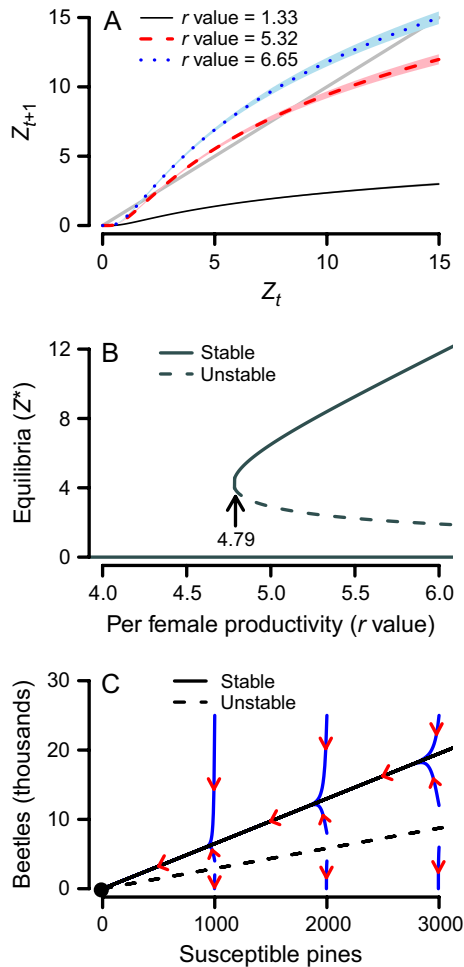 A
r value = 1.33
r value = 5.32
r value = 6.65
Z_{t+1}
15
10
5
0
0 5 10 15
Z_t
B
Stable
Unstable
Equilibria (Z*)
12
8
4
0
4.79
4.0 4.5 5.0 5.5 6.0
Per female productivity (r value)
C
Stable
Unstable
Beetles (thousands)
30
20
10
0
0 1000 2000 3000
Susceptible pines